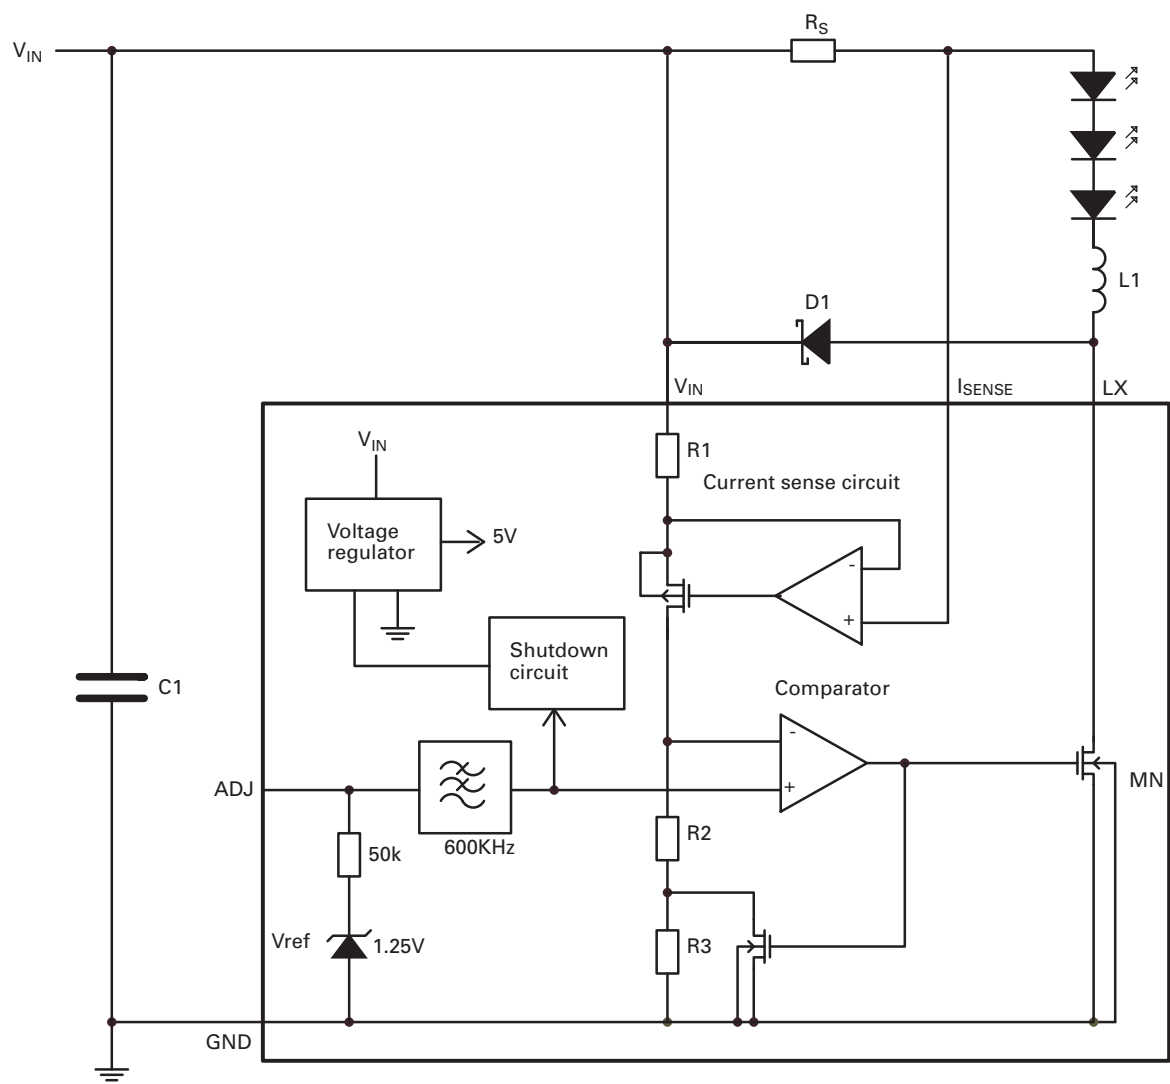 RS
VIN
L1
D1
VIN
ISENSE
LX
VIN
R1
Current sense circuit
Voltage
regulator
5V
-
+
Shutdown
circuit
C1
Comparator
-
+
ADJ
MN
R2
600KHz
50k
Vref
1.25V
R3
GND